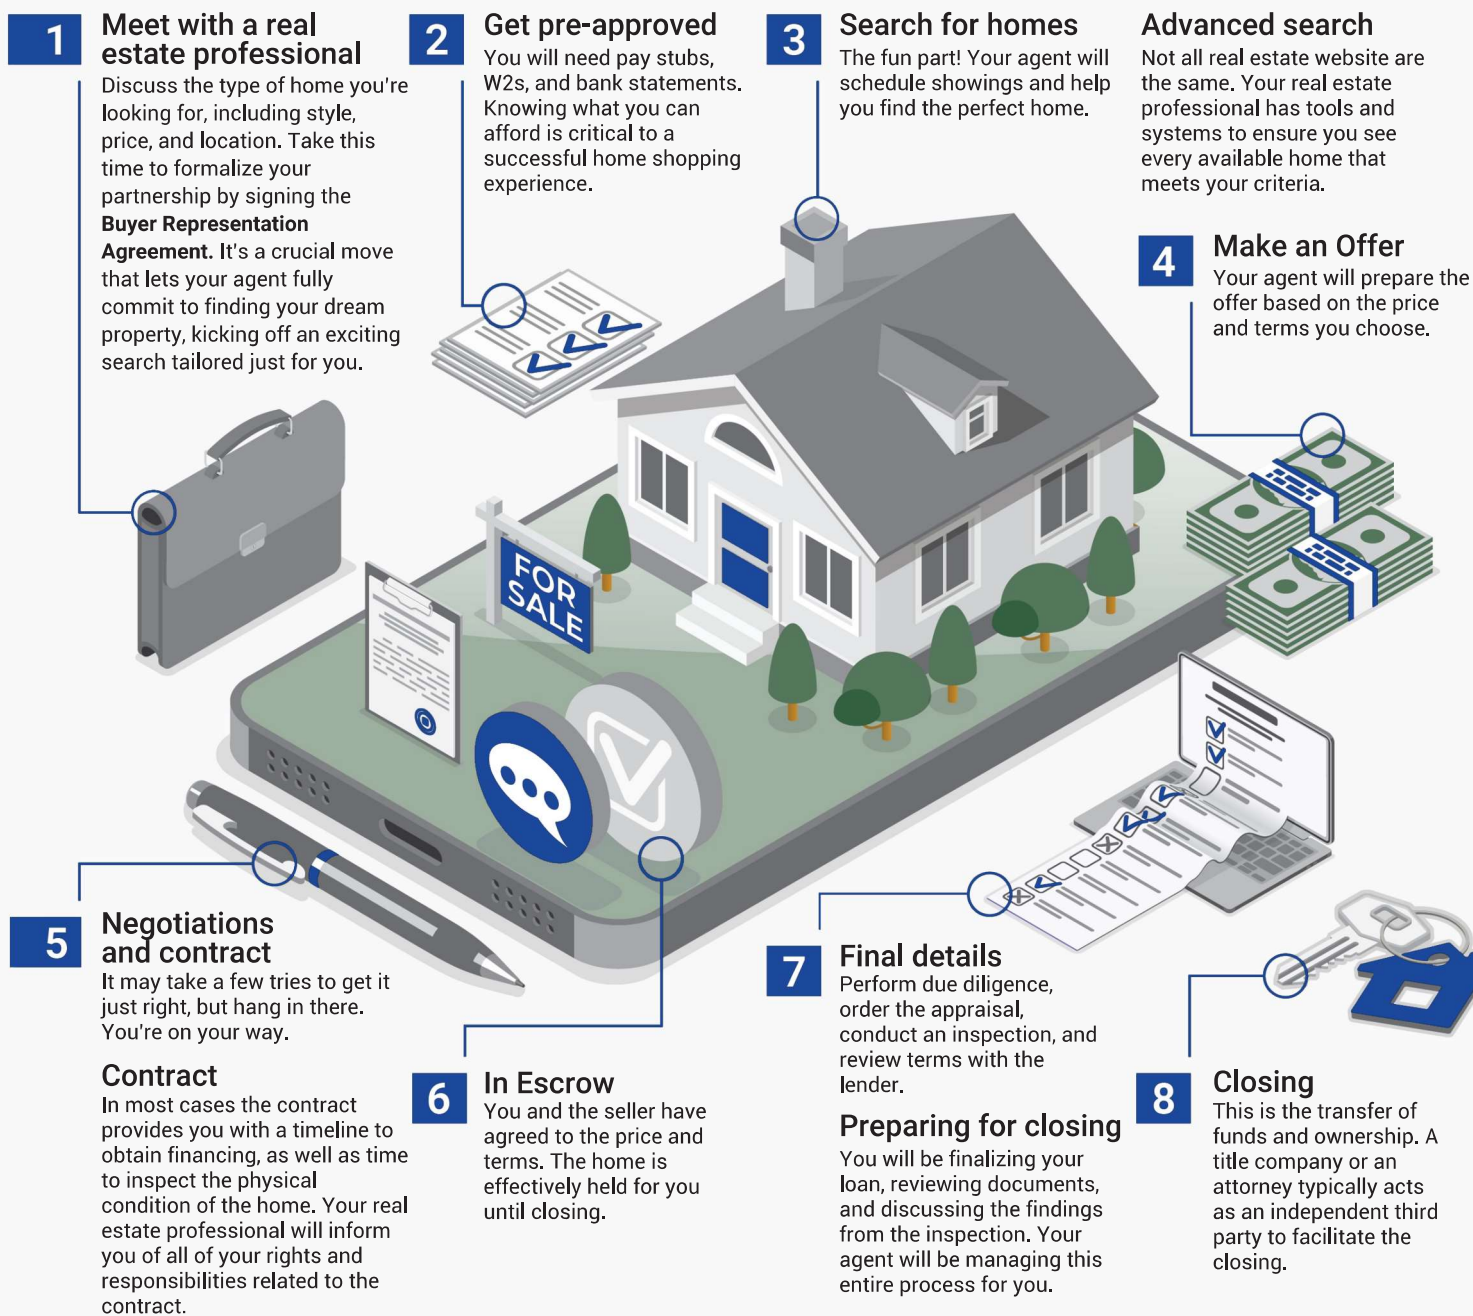 1
Meet with a real
estate professional
Discuss the type of home you're
looking for, including style,
price, and location. Take this
time to formalize your
partnership by signing the
Buyer Representation
Agreement. It's a crucial move
that lets your agent fully
commit to finding your dream
property, kicking off an exciting
search tailored just for you.
2
Get pre-approved
You will need pay stubs,
W2s, and bank statements.
Knowing what you can
afford is critical to a
successful home shopping
experience.
3
Search for homes
The fun part! Your agent will
schedule showings and help
you find the perfect home.
Advanced search
Not all real estate website are
the same. Your real estate
professional has tools and
systems to ensure you see
every available home that
meets your criteria.
4
Make an Offer
Your agent will prepare the
offer based on the price
and terms you choose.
FOR
SALE
5
Negotiations
and contract
It may take a few tries to get it
just right, but hang in there.
You're on your way.
Contract
In most cases the contract
provides you with a timeline to
obtain financing, as well as time
to inspect the physical
condition of the home. Your real
estate professional will inform
you of all of your rights and
responsibilities related to the
contract.
6
In Escrow
You and the seller have
agreed to the price and
terms. The home is
effectively held for you
until closing.
7
Final details
Perform due diligence,
order the appraisal,
conduct an inspection, and
review terms with the
lender.
Preparing for closing
You will be finalizing your
loan, reviewing documents,
and discussing the findings
from the inspection. Your
agent will be managing this
entire process for you.
8
Closing
This is the transfer of
funds and ownership. A
title company or an
attorney typically acts
as an independent third
party to facilitate the
closing.